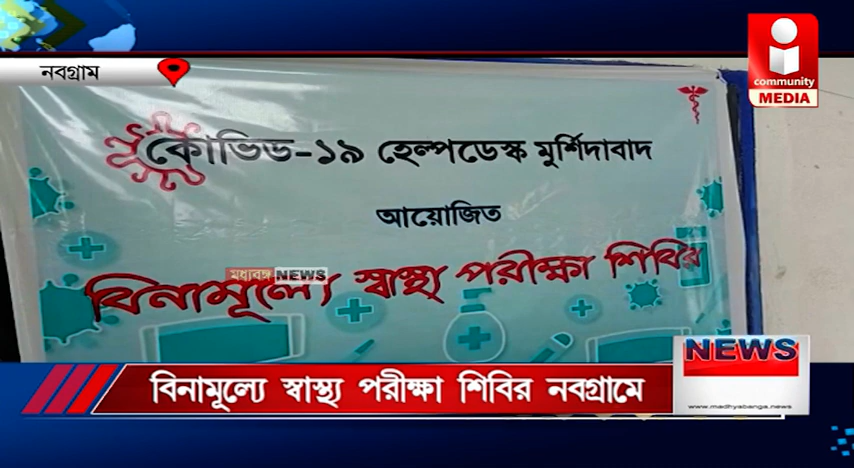 নবগ্রাম
i
community
MEDIA
কোভিড-১৯ হেল্পডেস্ক মুর্শিদাবাদ
আয়োজিত
মধ্যবঙ্গ NEWS
বিনামূল্যে স্বাস্থ্য পরীক্ষা শিবির
বিনামূল্যে স্বাস্থ্য পরীক্ষা শিবির নবগ্রামে
NEWS
www.madhyabanga.news